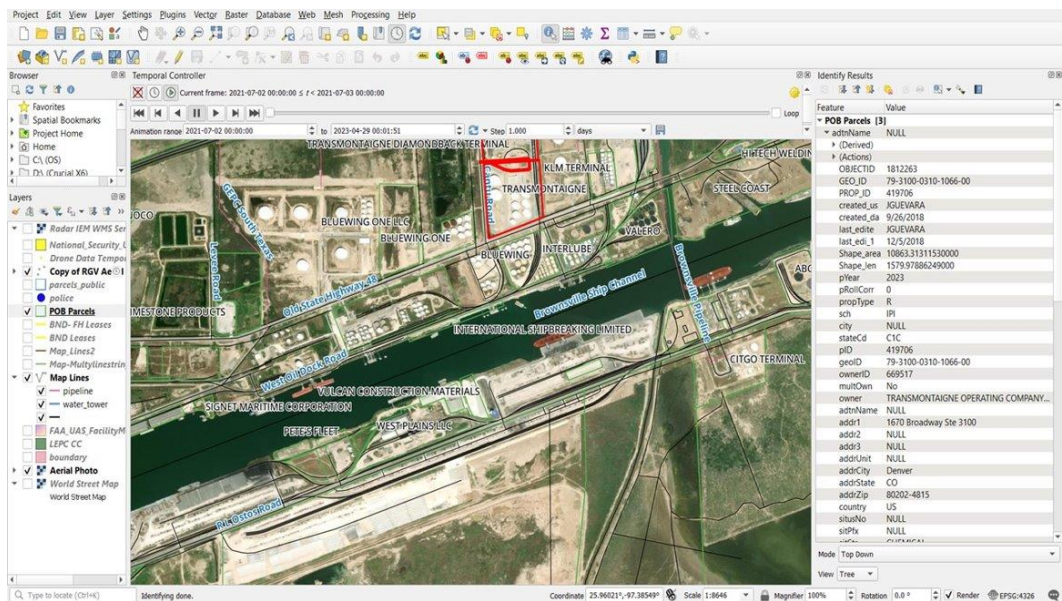 Project Edit View Layer Settings Plugins Vector Raster Database Web Mesh Processing Help
Browser
Favorites
Spatial Bookmarks
Project Home
Home
C:\ (OS)
D:\ (Crucial X6)
Layers
Radar IEM WMS Ser
National_Security_U
Drone Data Tempo
Copy of RGV Ae
parcels_public
police
POB Parcels
BND- FH Leases
BND Leases
Map_Lines2
Map-Multylinestrin
Map Lines
pipeline
water_tower
FAA_UAS_FacilityM
LEPC CC
boundary
Aerial Photo
World Street Map
World Street Map
Temporal Controller
Current frame: 2021-07-02 00:00:00 ≤ t < 2021-07-03 00:00:00
Loop
Animation range 2021-07-02 00:00:00 to 2023-04-29 00:01:51 Step 1.000 days
TRANSMONTAIGNE DIAMONDBACK TERMINAL
HITECH WELDIN
KLM TERMINAL
TRANSMONTAIGNE
STEEL COAST
GEPC South Texas
BLUEWING ONE LLC
BLUEWING ONE
VALERO
INTERLUBE
BLUEWING
Levee Road
Old State Highway 48
Brownsville Pipeline
Brownsville Ship Channel
ABC
IMESTONE PRODUCTS
INTERNATIONAL SHIPBREAKING LIMITED
West Oil Dock Road
CITGO TERMINAL
VULCAN CONSTRUCTION MATERIALS
SIGNET MARITIME CORPORATION
PETE'S FLEET
WEST PLAINS LLC
R.L. Ostos Road
Identify Results
Feature Value
POB Parcels [3]
adtnName NULL
(Derived)
(Actions)
OBJECTID 1812263
GEO_ID 79-3100-0310-1066-00
PROP_ID 419706
created_us JGUEVARA
created_da 9/26/2018
last_edite JGUEVARA
last_edi_1 12/5/2018
Shape_area 10863.31311530000
Shape_len 1579.97886249000
pYear 2023
pRollCorr 0
propType R
sch IPI
city NULL
stateCd C1C
pID 419706
geoID 79-3100-0310-1066-00
ownerID 669517
multOwn No
owner TRANSMONTAIGNE OPERATING COMPANY...
adtnName NULL
addr1 1670 Broadway Ste 3100
addr2 NULL
addr3 NULL
addrUnit NULL
addrCity Denver
addrState CO
addrZip 80202-4815
country US
situsNo NULL
sitPfx NULL
Mode Top Down
View Tree
Type to locate (Ctrl+K) Identifying done. Coordinate 25.96021°,-97.38549° Scale 1:8646 Magnifier 100% Rotation 0.0 ° Render EPSG:4326